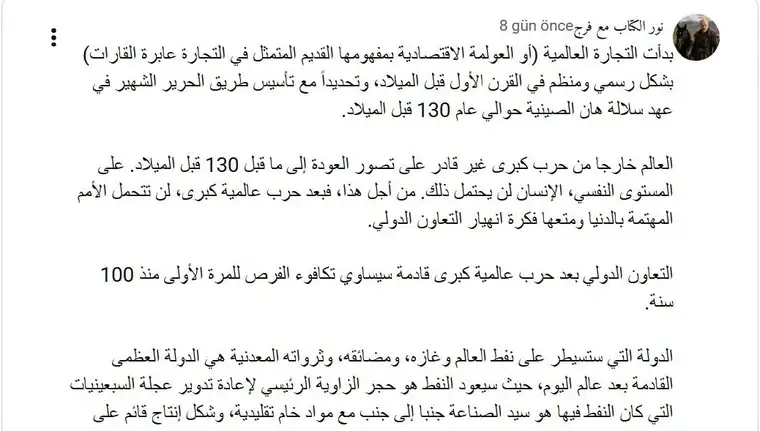 نور الكتاب مع فرج 8 gün önce
بدأت التجارة العالمية (أو العولمة الاقتصادية بمفهومها القديم المتمثل في التجارة عابرة القارات)
بشكل رسمي ومنظم في القرن الأول قبل الميلاد، وتحديداً مع تأسيس طريق الحرير الشهير في
عهد سلالة هان الصينية حوالي عام 130 قبل الميلاد.
العالم خارجا من حرب كبرى غير قادر على تصور العودة إلى ما قبل 130 قبل الميلاد. على
المستوى النفسي، الإنسان لن يحتمل ذلك. من أجل هذا، فبعد حرب عالمية كبرى، لن تتحمل الأمم
المهتمة بالدنيا ومتعها فكرة انهيار التعاون الدولي.
التعاون الدولي بعد حرب عالمية كبرى قادمة سيساوي تكافوء الفرص للمرة الأولى منذ 100
سنة.
الدولة التي ستسيطر على نفط العالم وغازه، ومضائقه، وثرواته المعدنية هي الدولة العظمى
القادمة بعد عالم اليوم، حيث سيعود النفط هو حجر الزاوية الرئيسي لإعادة تدوير عجلة السبعينيات
التي كان النفط فيها هو سيد الصناعة جنبا إلى جنب مع مواد خام تقليدية، وشكل إنتاج قائم على